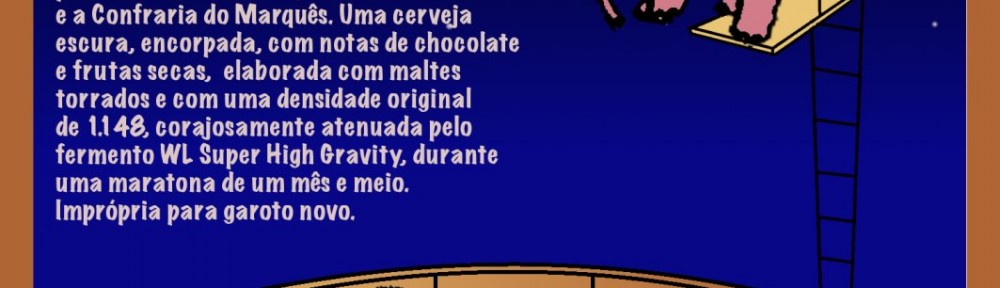 e a Confraria do Marquês. Uma cerveja
escura, encorpada, com notas de chocolate
e frutas secas, elaborada com maltes
torrados e com uma densidade original
de 1.148, corajosamente atenuada pelo
fermento WL Super High Gravity, durante
uma maratona de um mês e meio.
Imprópria para garoto novo.